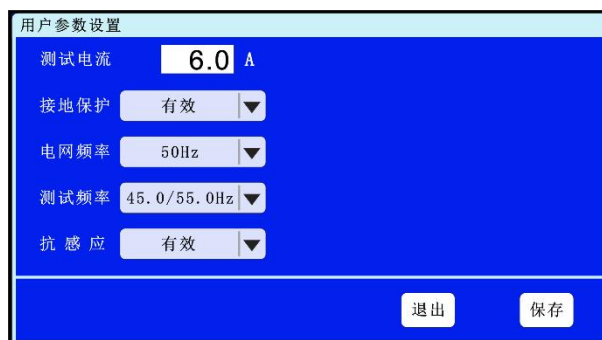 用户参数设置
测试电流 6.0 A
接地保护 有效
电网频率 50Hz
测试频率 45.0/55.0Hz
抗感应 有效
退出 保存